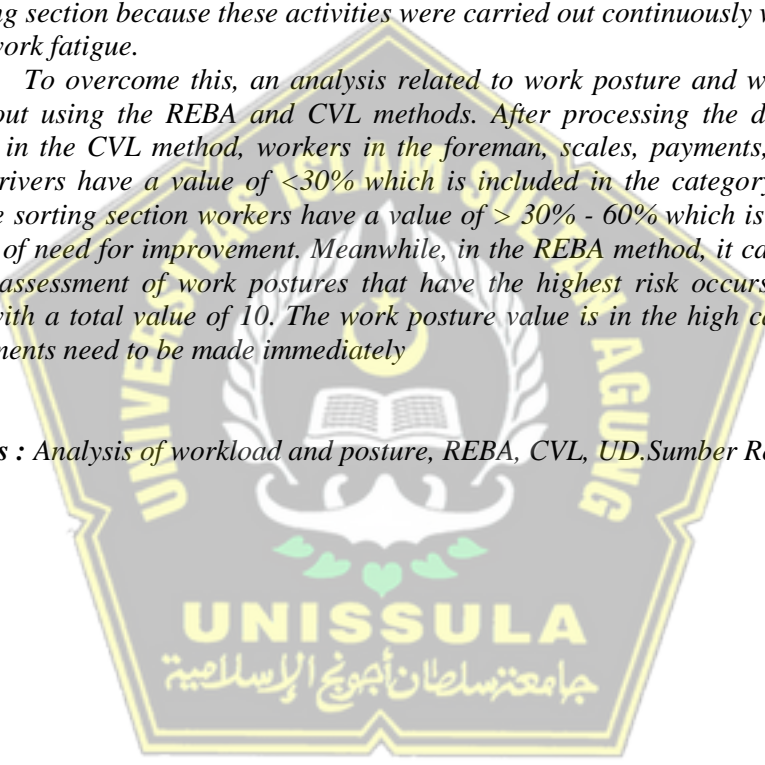 ng section because these activities were carried out continuously w
work fatigue.
To overcome this, an analysis related to work posture and w
out using the REBA and CVL methods. After processing the d
in the CVL method, workers in the foreman, scales, payments,
rivers have a value of <30% which is included in the category
e sorting section workers have a value of > 30% - 60% which is
of need for improvement. Meanwhile, in the REBA method, it ca
assessment of work postures that have the highest risk occurs
with a total value of 10. The work posture value is in the high ca
ments need to be made immediately
s : Analysis of workload and posture, REBA, CVL, UD.Sumber Re
UNIVERSITAS ISLAM SULTAN AGUNG
UNISSULA
جامعة سلطان أجونج الإسلامية